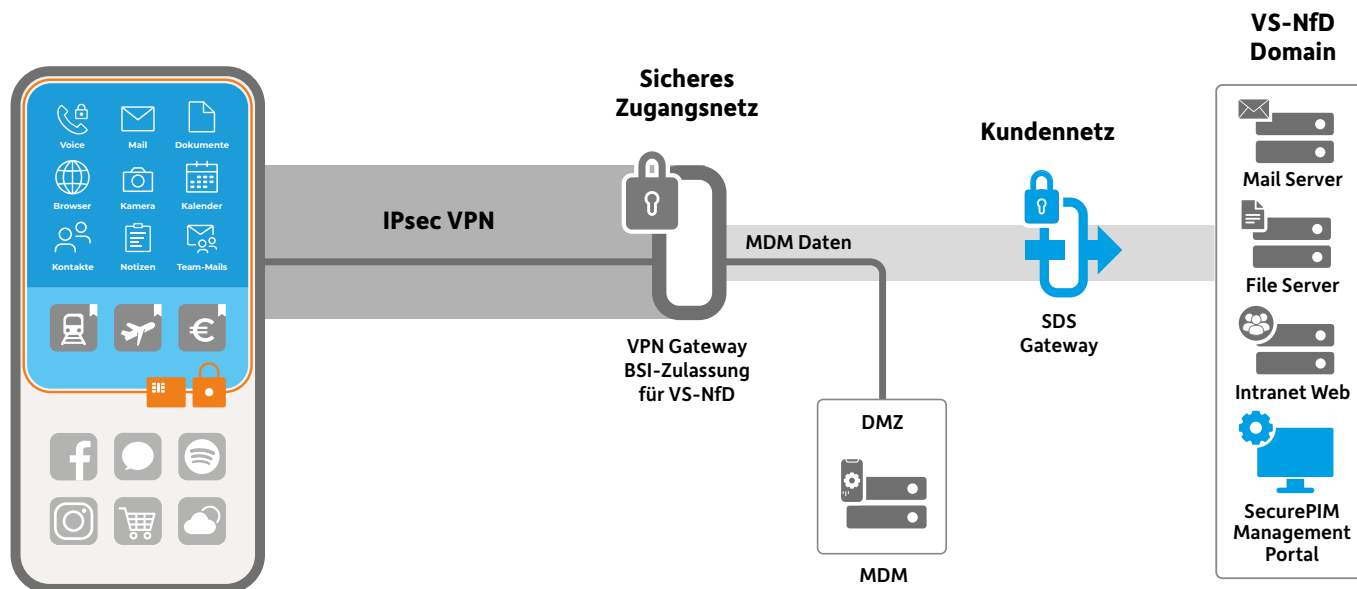 Voice
Mail
Dokumente
Browser
Kamera
Kalender
Kontakte
Notizen
Team-Mails
€
IPsec VPN
Sicheres
Zugangsnetz
VPN Gateway
BSI-Zulassung
für VS-NfD
MDM Daten
DMZ
MDM
Kundennetz
SDS
Gateway
VS-NfD
Domain
Mail Server
File Server
Intranet Web
SecurePIM
Management
Portal